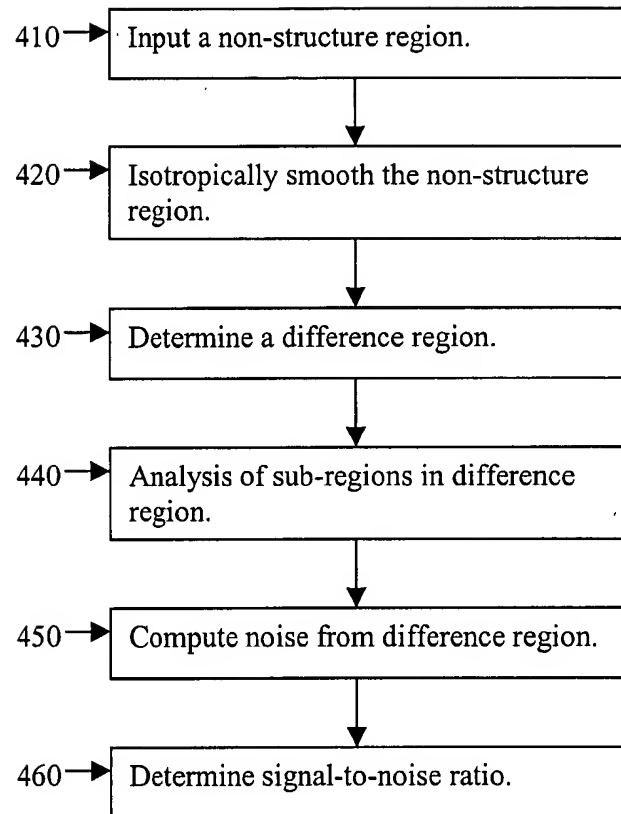 410 Input a non-structure region.
420 Isotropically smooth the non-structure
region.
430 Determine a difference region.
440 Analysis of sub-regions in difference
region.
450 Compute noise from difference region.
460 Determine signal-to-noise ratio.